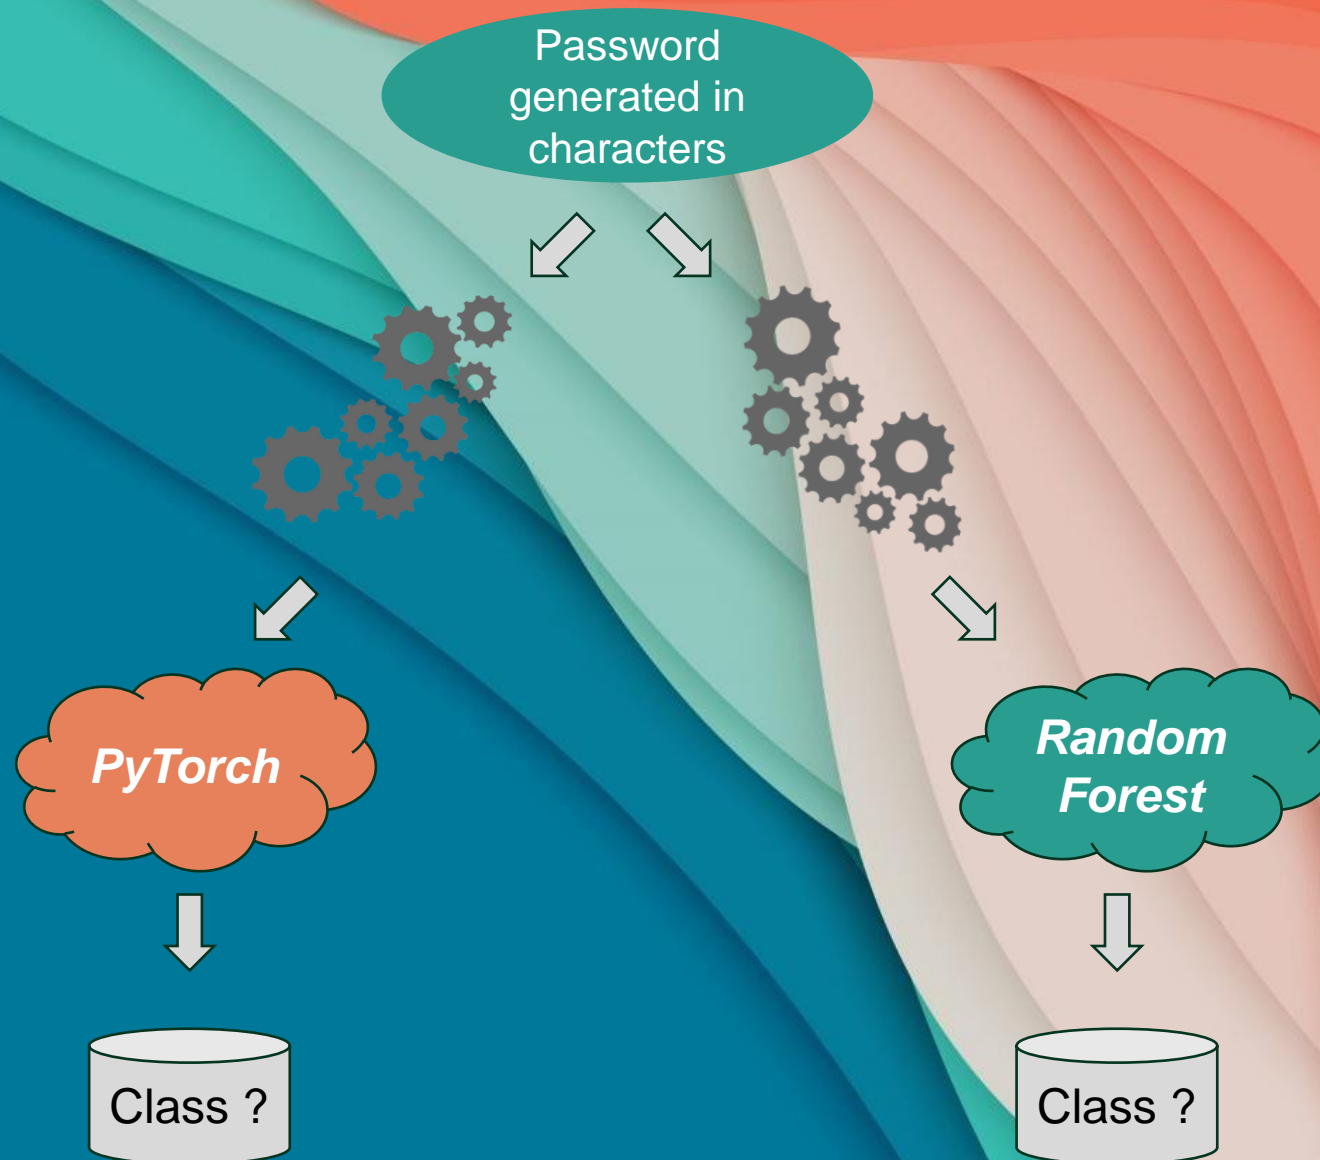 Password
generated in
characters
PyTorch
Random
Forest
Class ?
Class ?